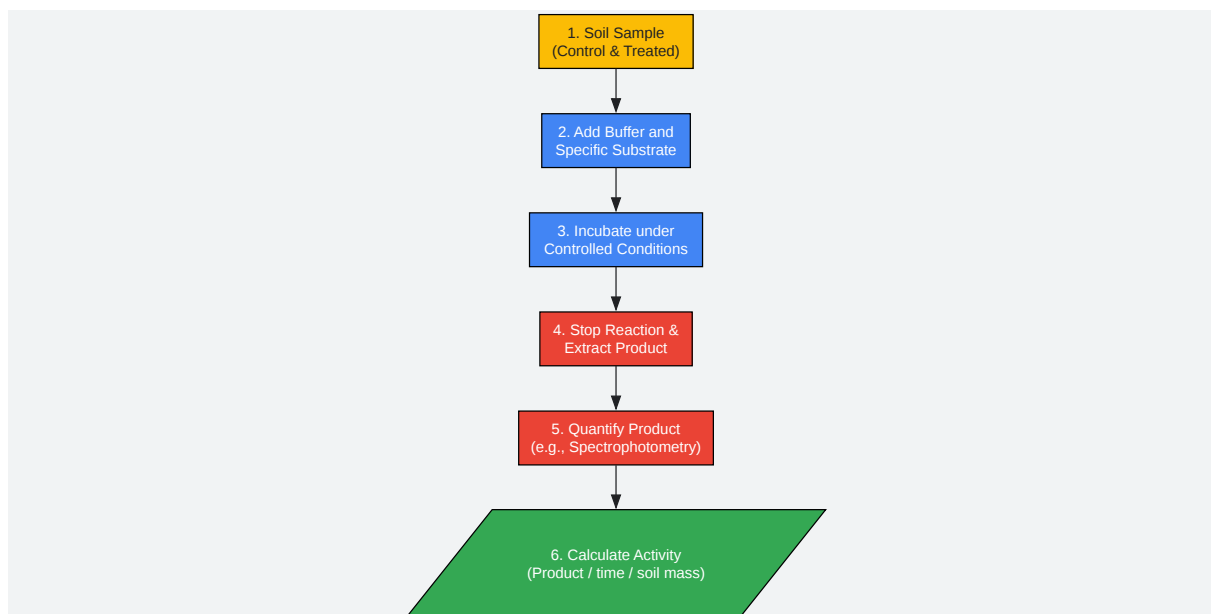 1. Soil Sample
(Control & Treated)
2. Add Buffer and
Specific Substrate
3. Incubate under
Controlled Conditions
4. Stop Reaction &
Extract Product
5. Quantify Product
(e.g., Spectrophotometry)
6. Calculate Activity
(Product / time / soil mass)